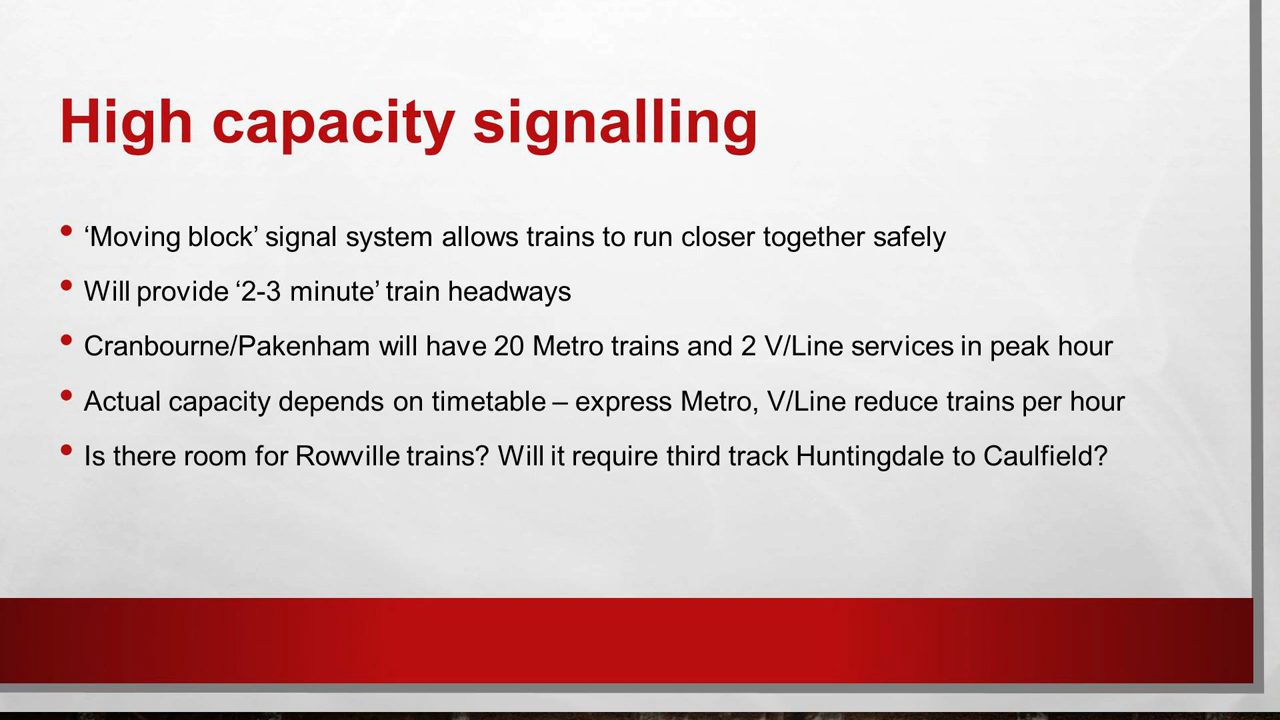 High capacity signalling
• ‘Moving block’ signal system allows trains to run closer together safely
• Will provide ‘2-3 minute’ train headways
• Cranbourne/Pakenham will have 20 Metro trains and 2 V/Line services in peak hour
• Actual capacity depends on timetable – express Metro, V/Line reduce trains per hour
• Is there room for Rowville trains? Will it require third track Huntingdale to Caulfield?